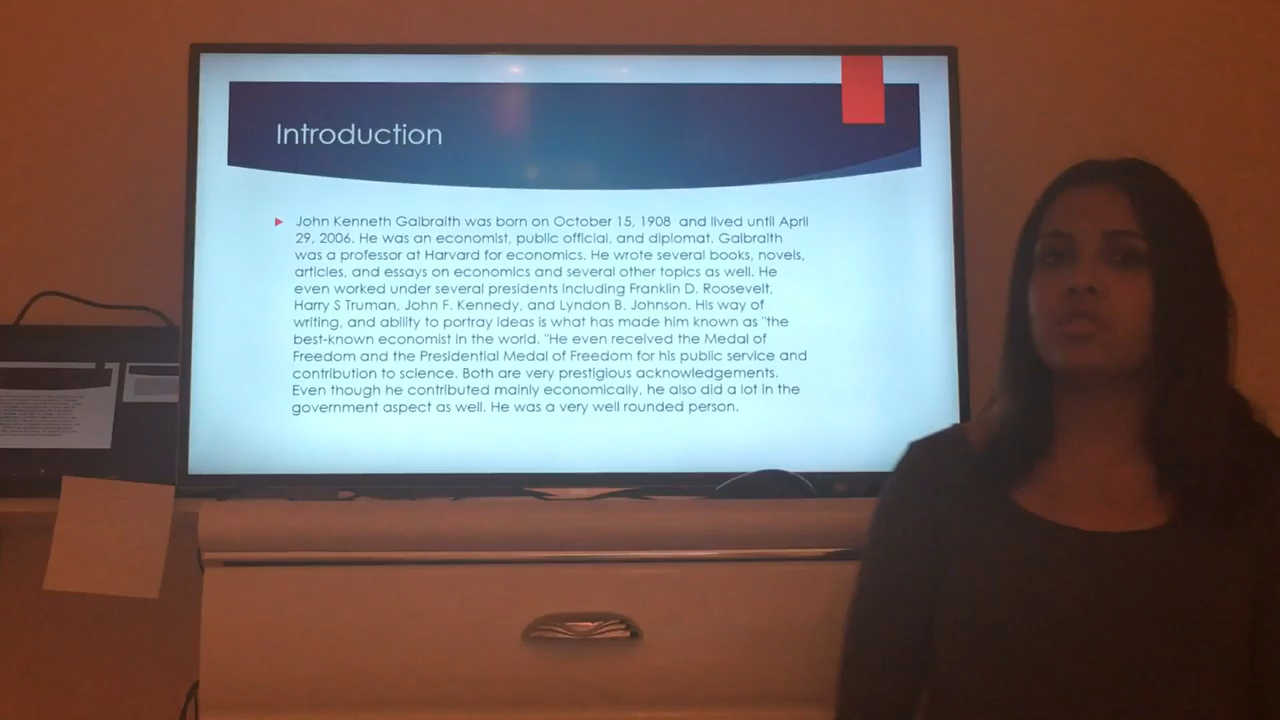 Introduction
John Kenneth Galbraith was born on October 15, 1908 and lived until April
29, 2006. He was an economist, public official, and diplomat. Galbraith
was a professor at Harvard for economics. He wrote several books, novels,
articles, and essays on economics and several other topics as well. He
even worked under several presidents including Franklin D. Roosevelt,
Harry S Truman, John F. Kennedy, and Lyndon B. Johnson. His way of
writing, and ability to portray ideas is what has made him known as "the
best-known economist in the world. "He even received the Medal of
Freedom and the Presidential Medal of Freedom for his public service and
contribution to science. Both are very prestigious acknowledgements.
Even though he contributed mainly economically, he also did a lot in the
government aspect as well. He was a very well rounded person.